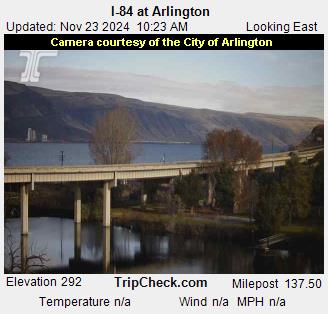 I-84 at Arlington
Updated: Nov 23 2024 10:23 AM Looking East
Camera courtesy of the City of Arlington
Elevation 292 TripCheck.com Milepost 137.50
Temperature n/a Wind n/a MPH n/a